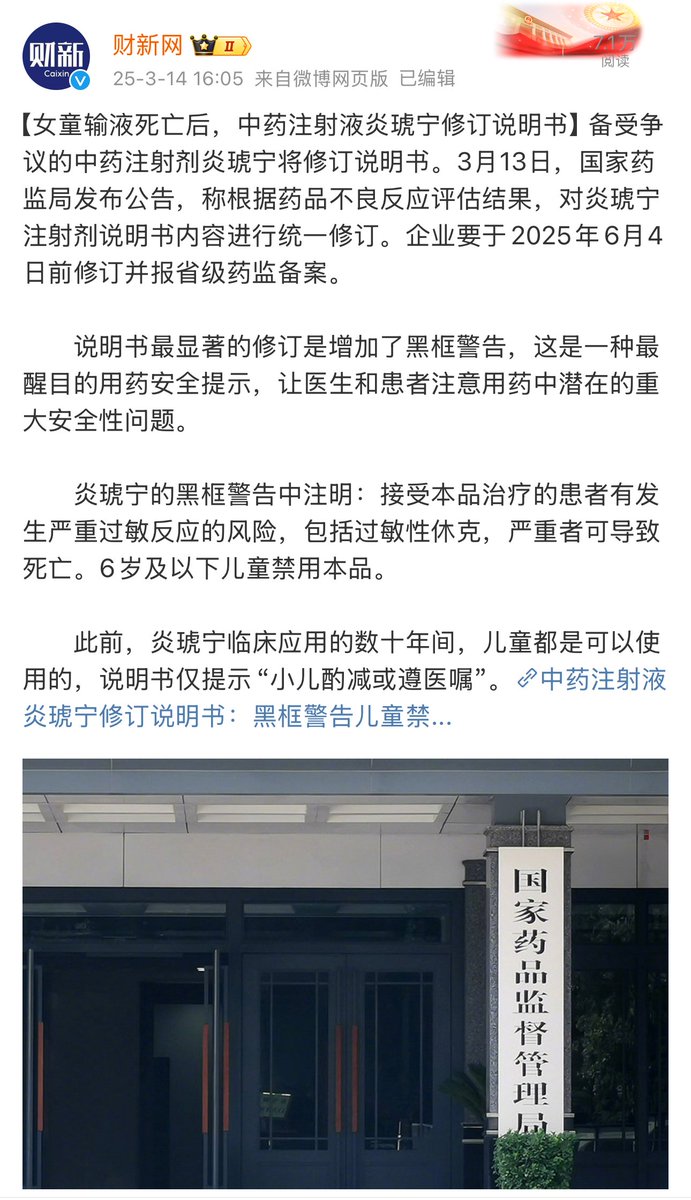 财新
Caixin
财新网 II
7.1万
阅读
25-3-14 16:05 来自微博网页版 已编辑
【女童输液死亡后，中药注射液炎琥宁修订说明书】备受争
议的中药注射剂炎琥宁将修订说明书。3月13日，国家药
监局发布公告，称根据药品不良反应评估结果，对炎琥宁
注射剂说明书内容进行统一修订。企业要于2025年6月4
日前修订并报省级药监备案。
说明书最显著的修订是增加了黑框警告，这是一种最
醒目的用药安全提示，让医生和患者注意用药中潜在的重
大安全性问题。
炎琥宁的黑框警告中注明：接受本品治疗的患者有发
生严重过敏反应的风险，包括过敏性休克，严重者可导致
死亡。6岁及以下儿童禁用本品。
此前，炎琥宁临床应用的数十年间，儿童都是可以使
用的，说明书仅提示“小儿酌减或遵医嘱”。中药注射液
炎琥宁修订说明书：黑框警告儿童禁...
国家药品监督管理局